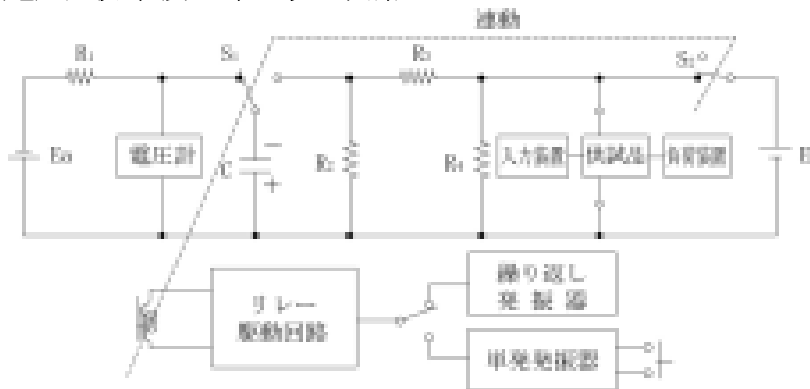 連動
R₁
S₁
R₃
S₂
E₀
電圧計
C
−
+
R₂
R₄
入力装置
供試品
負荷装置
E
リレー
駆動回路
繰り返し
発振器
単発発振器